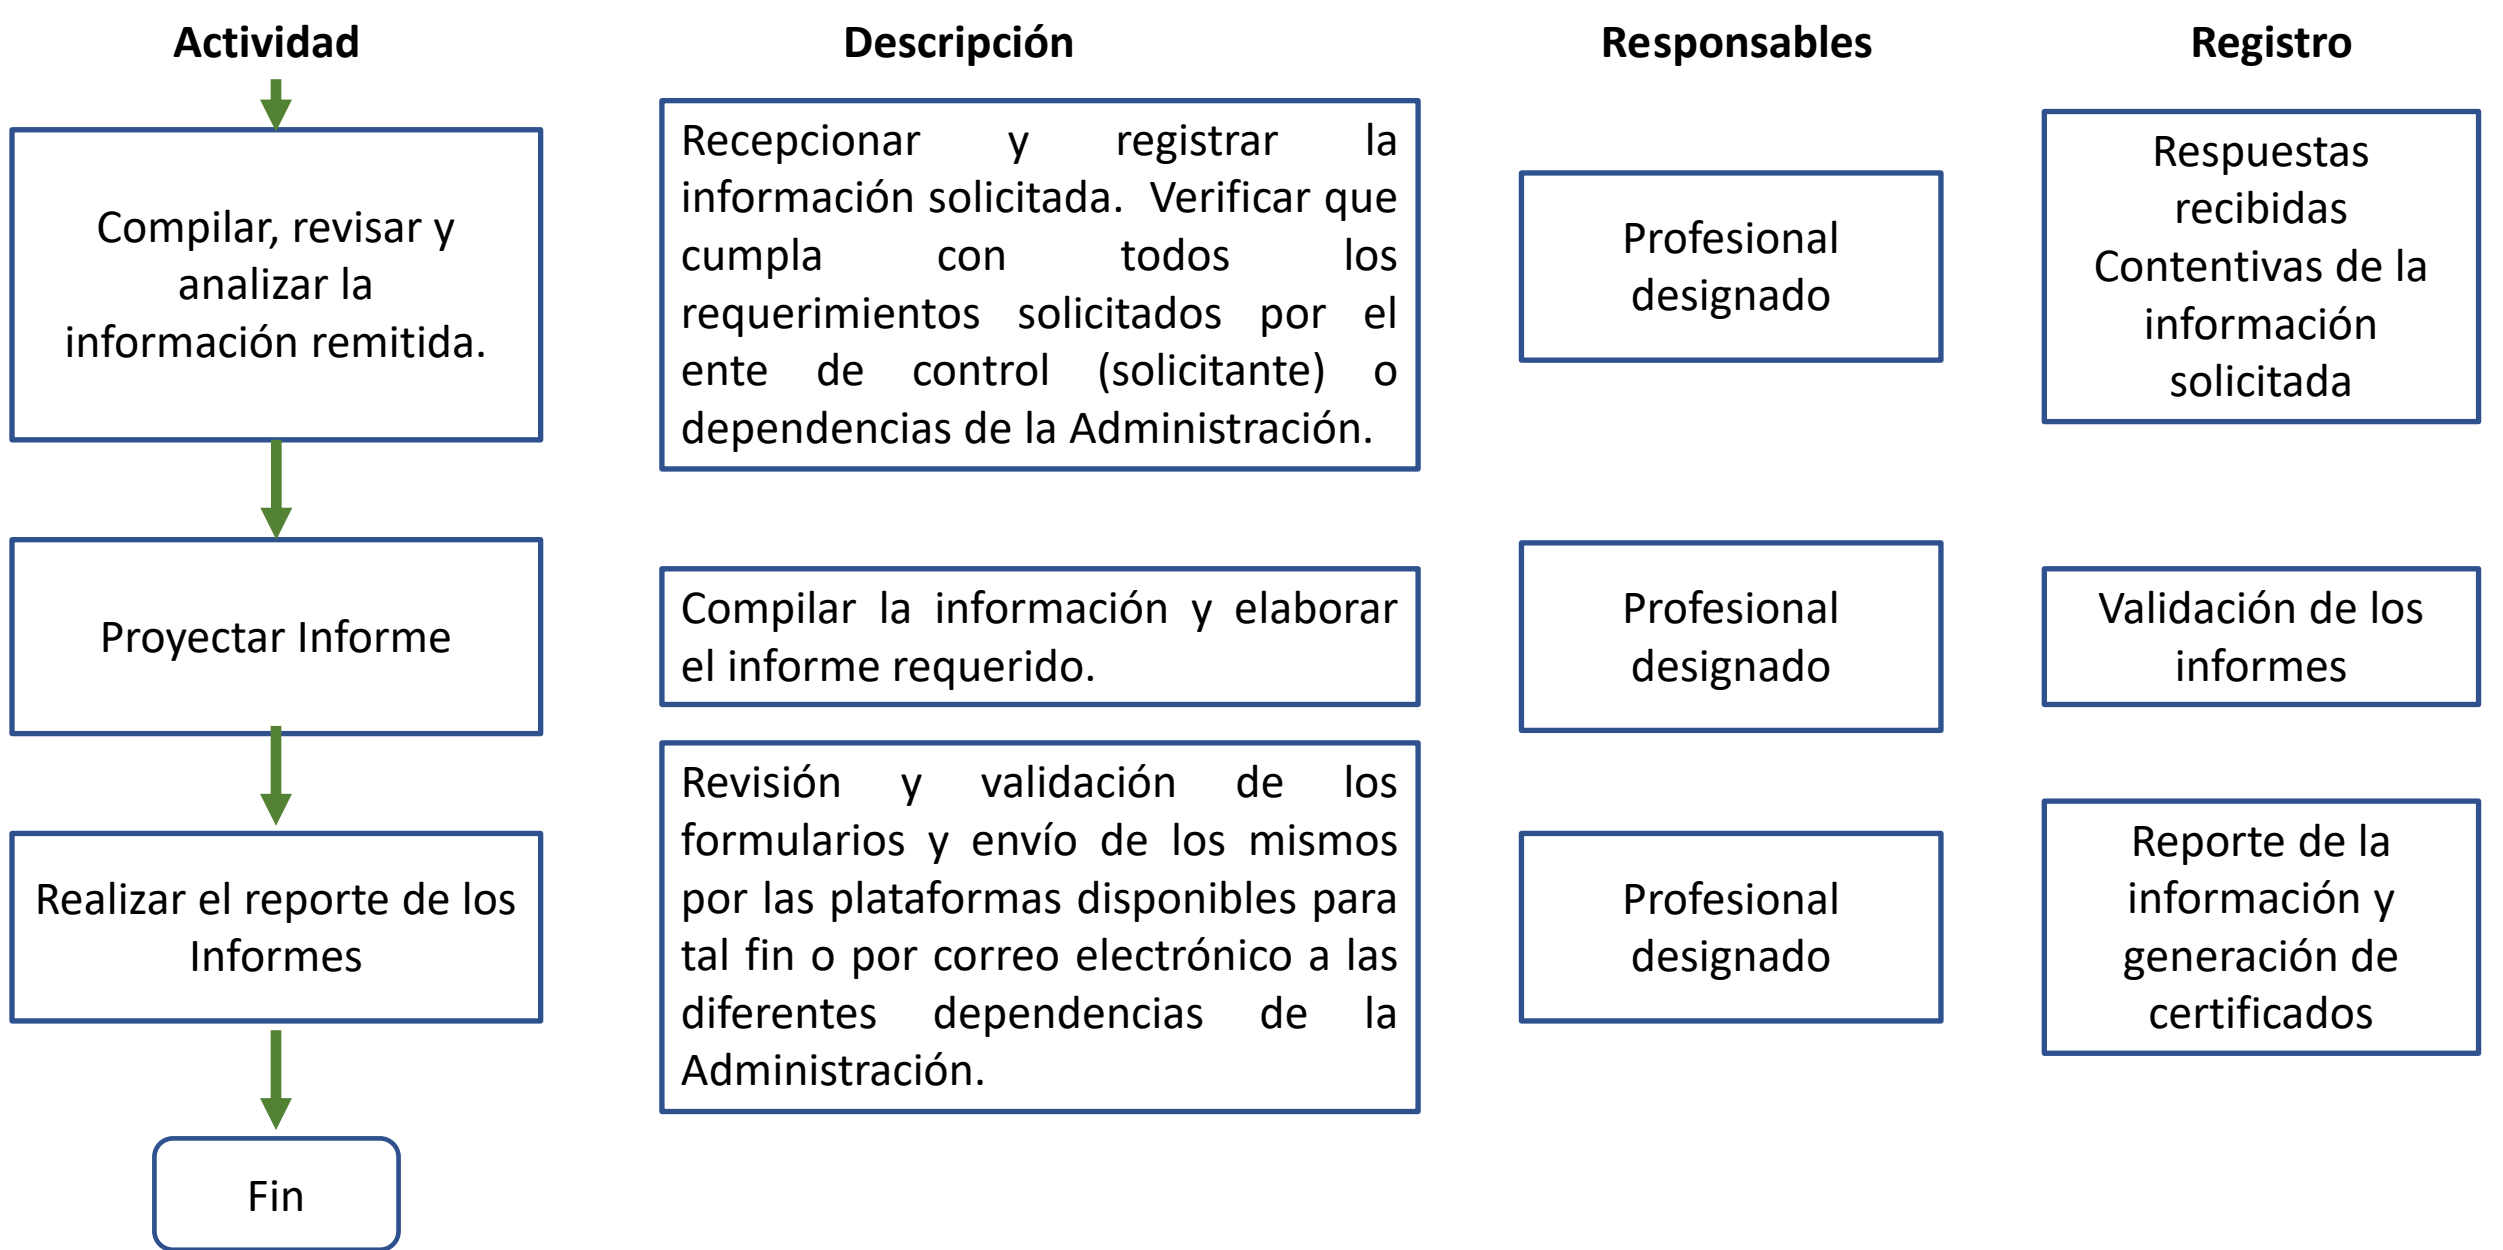 Actividad
Descripción
Responsables
Registro
Compilar, revisar y
analizar la
información remitida.
Recepcionar y registrar la
información solicitada. Verificar que
cumpla con todos los
requerimientos solicitados por el
ente de control (solicitante) o
dependencias de la Administración.
Profesional
designado
Respuestas
recibidas
Contentivas de la
información
solicitada
Proyectar Informe
Compilar la información y elaborar
el informe requerido.
Profesional
designado
Validación de los
informes
Realizar el reporte de los
Informes
Revisión y validación de los
formularios y envío de los mismos
por las plataformas disponibles para
tal fin o por correo electrónico a las
diferentes dependencias de la
Administración.
Profesional
designado
Reporte de la
información y
generación de
certificados
Fin